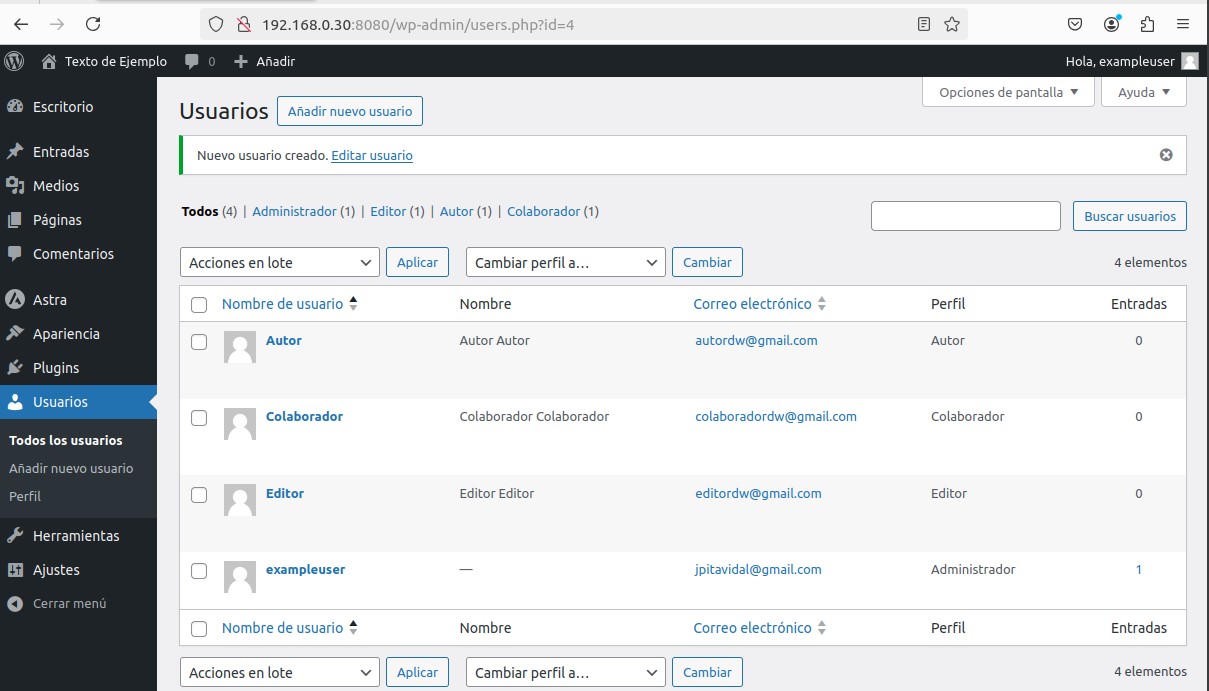 192.168.0.30:8080/wp-admin/users.php?id=4
Texto de Ejemplo 0 Añadir Hola, exampleuser
Escritorio
Entradas
Medios
Páginas
Comentarios
Astra
Apariencia
Plugins
Usuarios
Todos los usuarios
Añadir nuevo usuario
Perfil
Herramientas
Ajustes
Cerrar menú
Opciones de pantalla Ayuda
Usuarios Añadir nuevo usuario
Nuevo usuario creado. Editar usuario
Todos (4) | Administrador (1) | Editor (1) | Autor (1) | Colaborador (1)
Buscar usuarios
Acciones en lote Aplicar Cambiar perfil a… Cambiar 4 elementos
Nombre de usuario Nombre Correo electrónico Perfil Entradas
Autor Autor Autor autordw@gmail.com Autor 0
Colaborador Colaborador Colaborador colaboradordw@gmail.com Colaborador 0
Editor Editor Editor editordw@gmail.com Editor 0
exampleuser — jpitavidal@gmail.com Administrador 1
Nombre de usuario Nombre Correo electrónico Perfil Entradas
Acciones en lote Aplicar Cambiar perfil a… Cambiar 4 elementos